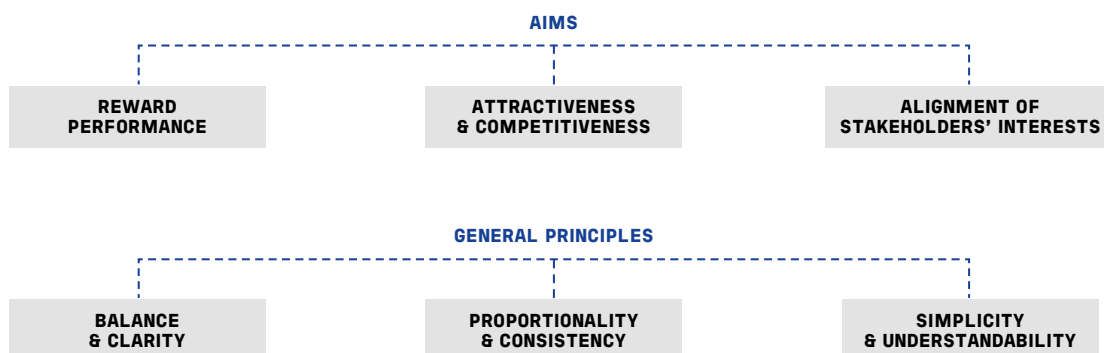 AIMS
REWARD
PERFORMANCE
ATTRACTIVENESS
& COMPETITIVENESS
ALIGNMENT OF
STAKEHOLDERS’ INTERESTS
GENERAL PRINCIPLES
BALANCE
& CLARITY
PROPORTIONALITY
& CONSISTENCY
SIMPLICITY
& UNDERSTANDABILITY